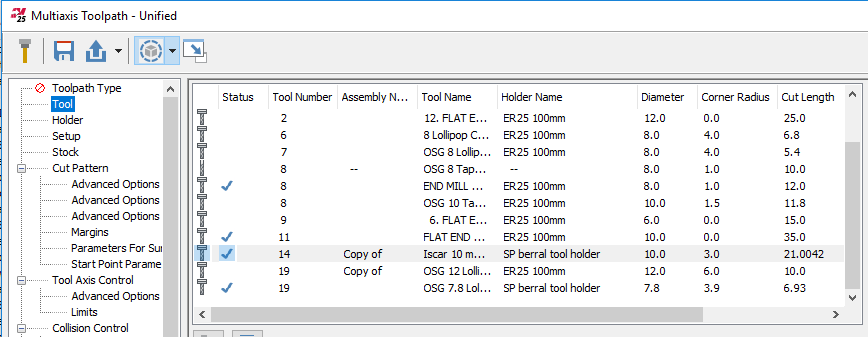 25
Multiaxis Toolpath - Unified
Toolpath Type
Tool
Holder
Setup
Stock
Cut Pattern
Advanced Options
Advanced Options
Advanced Options
Margins
Parameters For Sur
Start Point Parame
Tool Axis Control
Advanced Options
Limits
Collision Control
Status Tool Number Assembly N... Tool Name Holder Name Diameter Corner Radius Cut Length
2 12. FLAT E... ER25 100mm 12.0 0.0 25.0
6 8 Lollipop C... ER25 100mm 8.0 4.0 6.8
7 OSG 8 Lollip... ER25 100mm 8.0 4.0 5.4
8 -- OSG 8 Tap... -- 8.0 1.0 10.0
8 END MILL ... ER25 100mm 8.0 1.0 12.0
8 OSG 10 Ta... ER25 100mm 10.0 1.5 11.8
9 6. FLAT E... ER25 100mm 6.0 0.0 15.0
11 FLAT END ... ER25 100mm 10.0 0.0 35.0
14 Copy of Iscar 10 m... SP berral tool holder 10.0 3.0 21.0042
19 Copy of OSG 12 Lolli... ER25 100mm 12.0 6.0 10.0
19 OSG 7.8 Lol... SP berral tool holder 7.8 3.9 6.93